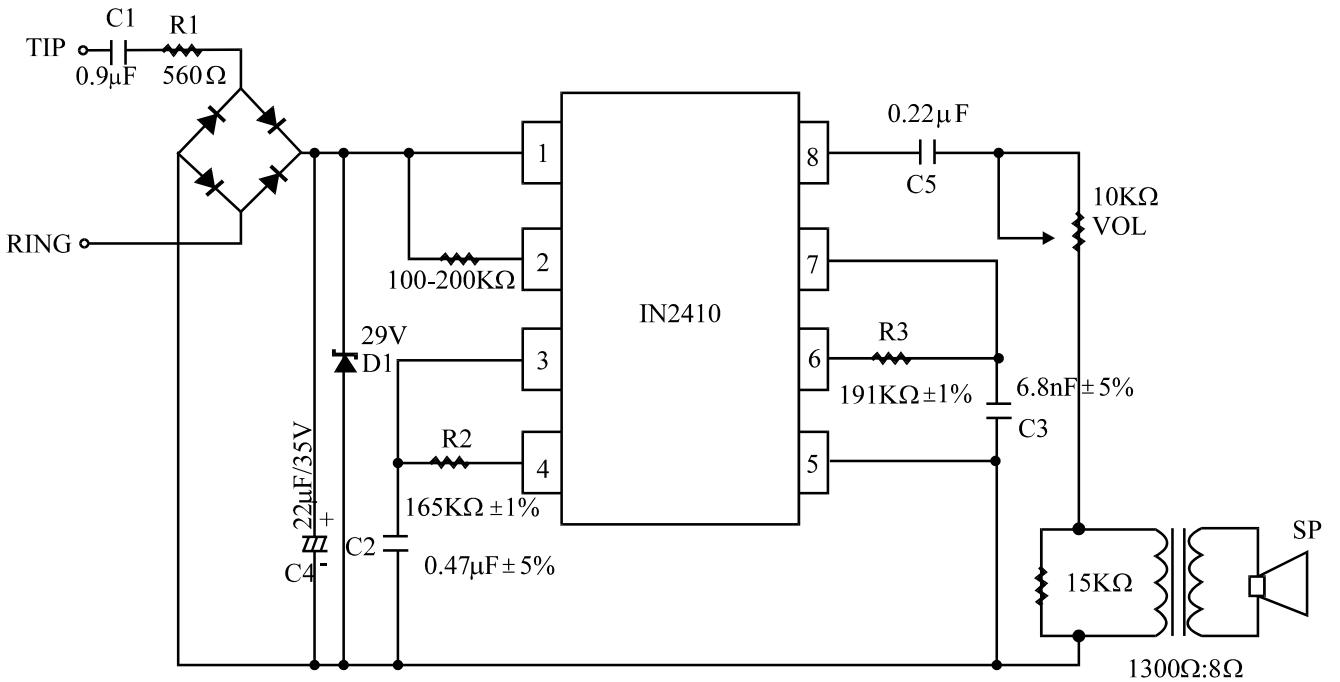 C1
R1
TIP
0.9μF
560Ω
RING
1
2
3
4
8
7
6
5
IN2410
100-200KΩ
29V
D1
R2
165KΩ ±1%
22μF/35V
+
-
C4
C2
0.47μF±5%
0.22μF
C5
10KΩ
VOL
R3
191KΩ ±1%
6.8nF±5%
C3
15KΩ
SP
1300Ω:8Ω